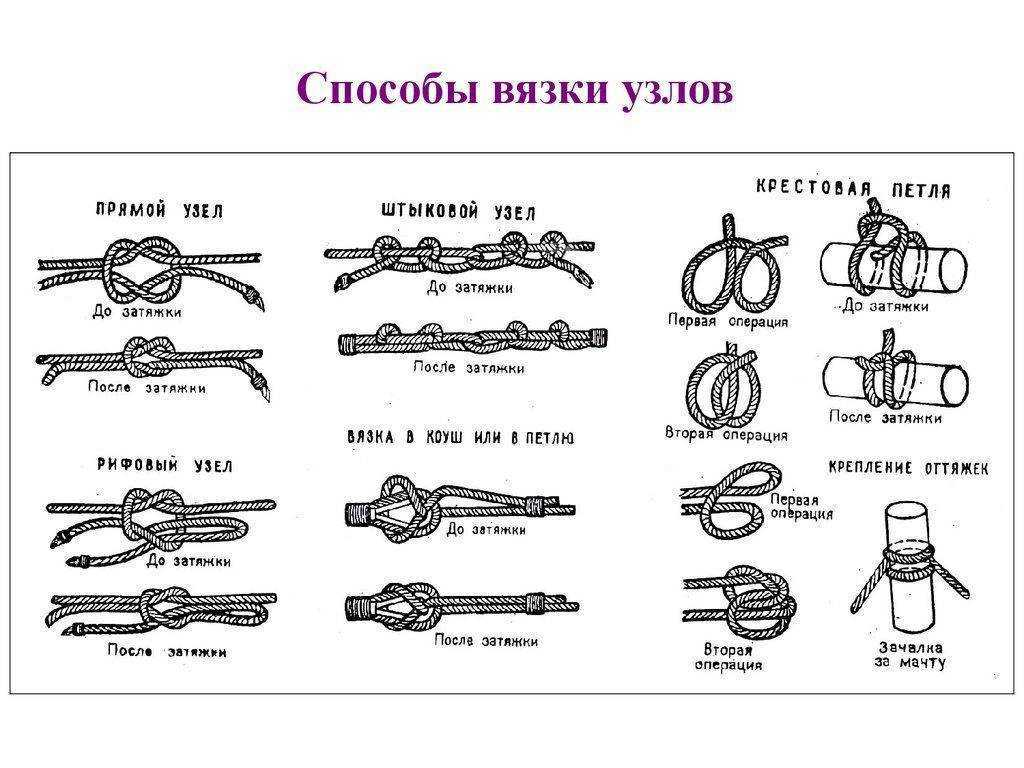 Способы вязки узлов
ПРЯМОЙ УЗЕЛ
До затяжки
После затяжки
РИФОВЫЙ УЗЕЛ
До затяжки
После затяжки
ШТЫКОВОЙ УЗЕЛ
До затяжки
После затяжки
ВЯЗКА В КОУШ ИЛИ В ПЕТЛЮ
До затяжки
После затяжки
КРЕСТОВАЯ ПЕТЛЯ
Первая операция
До затяжки
Вторая операция
После затяжки
КРЕПЛЕНИЕ ОТТЯЖЕК
Первая
операция
Вторая
операция
Зачалка
за мачту